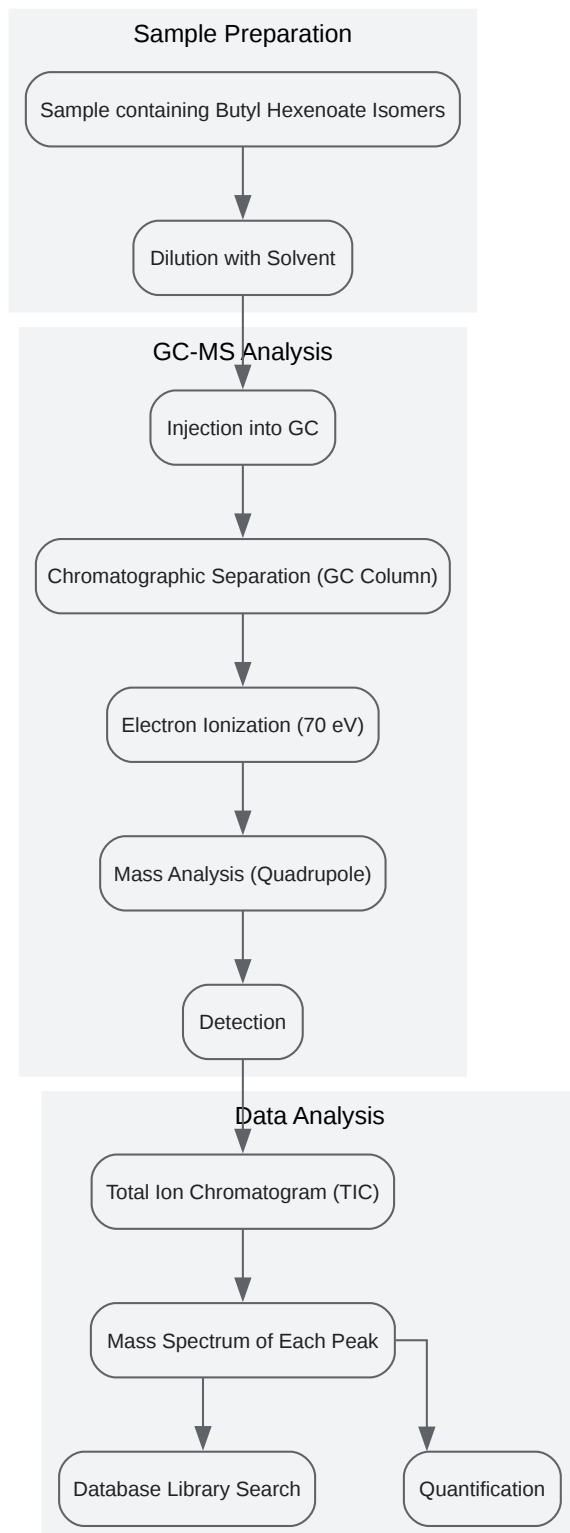 Sample Preparation
Sample containing Butyl Hexenoate Isomers
Dilution with Solvent
GC-MS Analysis
Injection into GC
Chromatographic Separation (GC Column)
Electron Ionization (70 eV)
Mass Analysis (Quadrupole)
Detection
Data Analysis
Total Ion Chromatogram (TIC)
Mass Spectrum of Each Peak
Database Library Search
Quantification